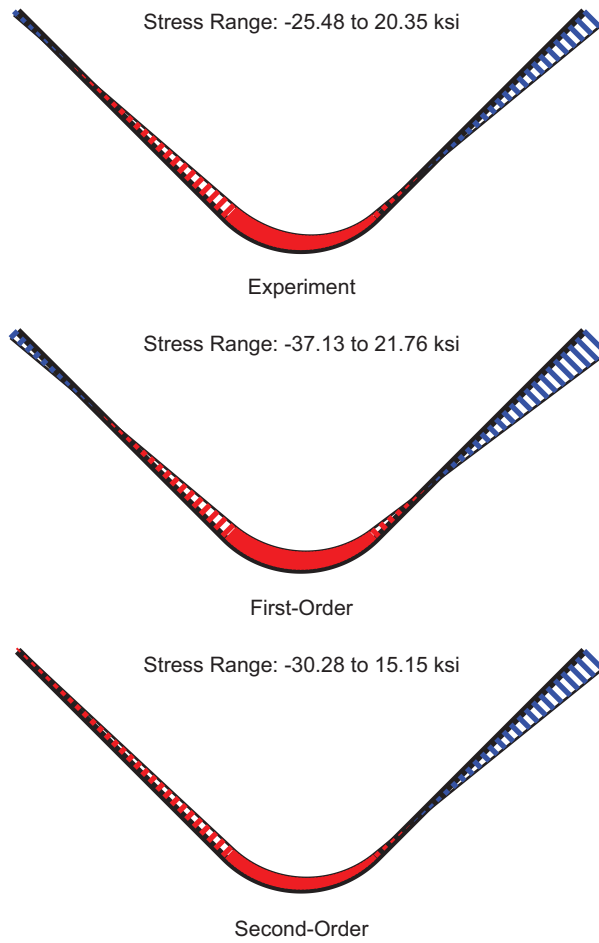 Stress Range: -25.48 to 20.35 ksi
Experiment
Stress Range: -37.13 to 21.76 ksi
First-Order
Stress Range: -30.28 to 15.15 ksi
Second-Order